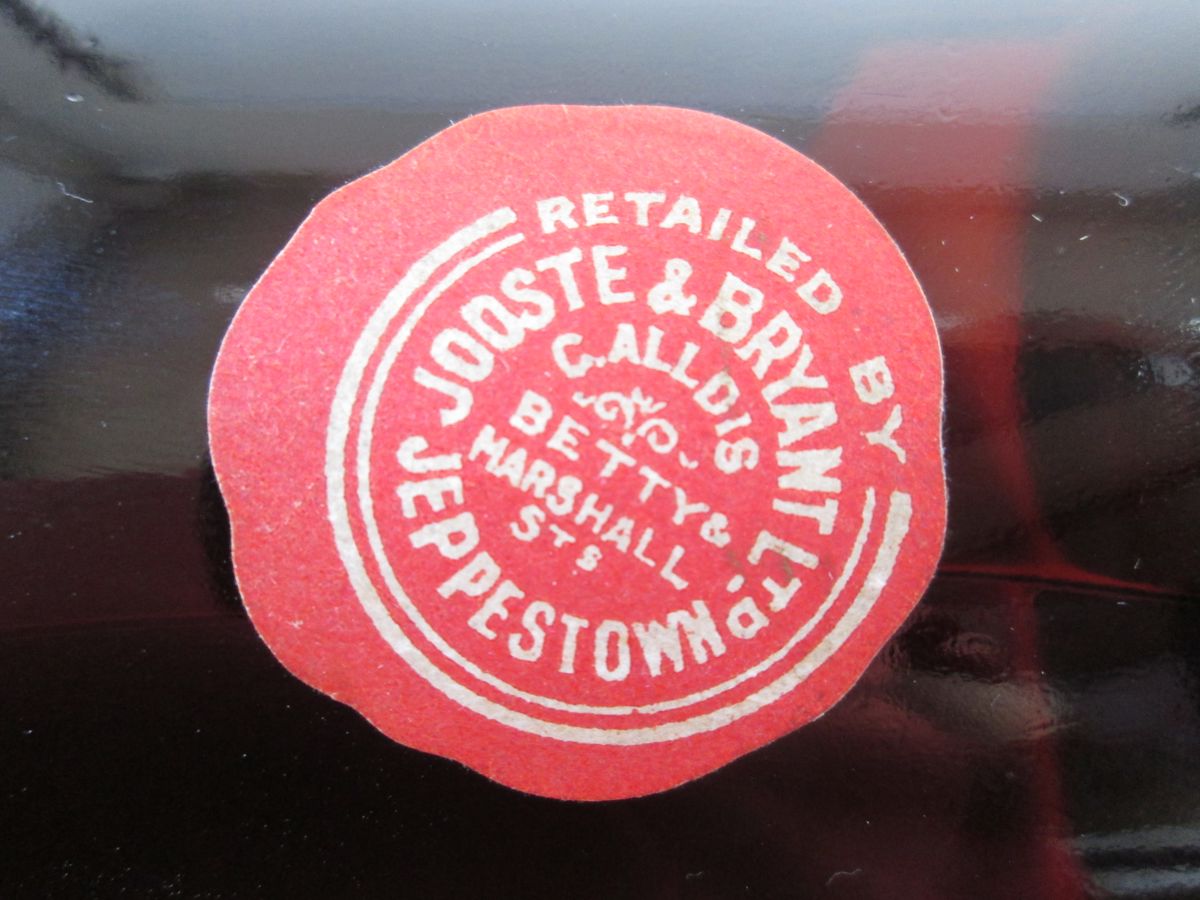 RETAILED BY
JOOSTE & BRYANT LTD.
C. ALLDIS
BETTY &
MARSHALL
STS
JEPPESTOWN